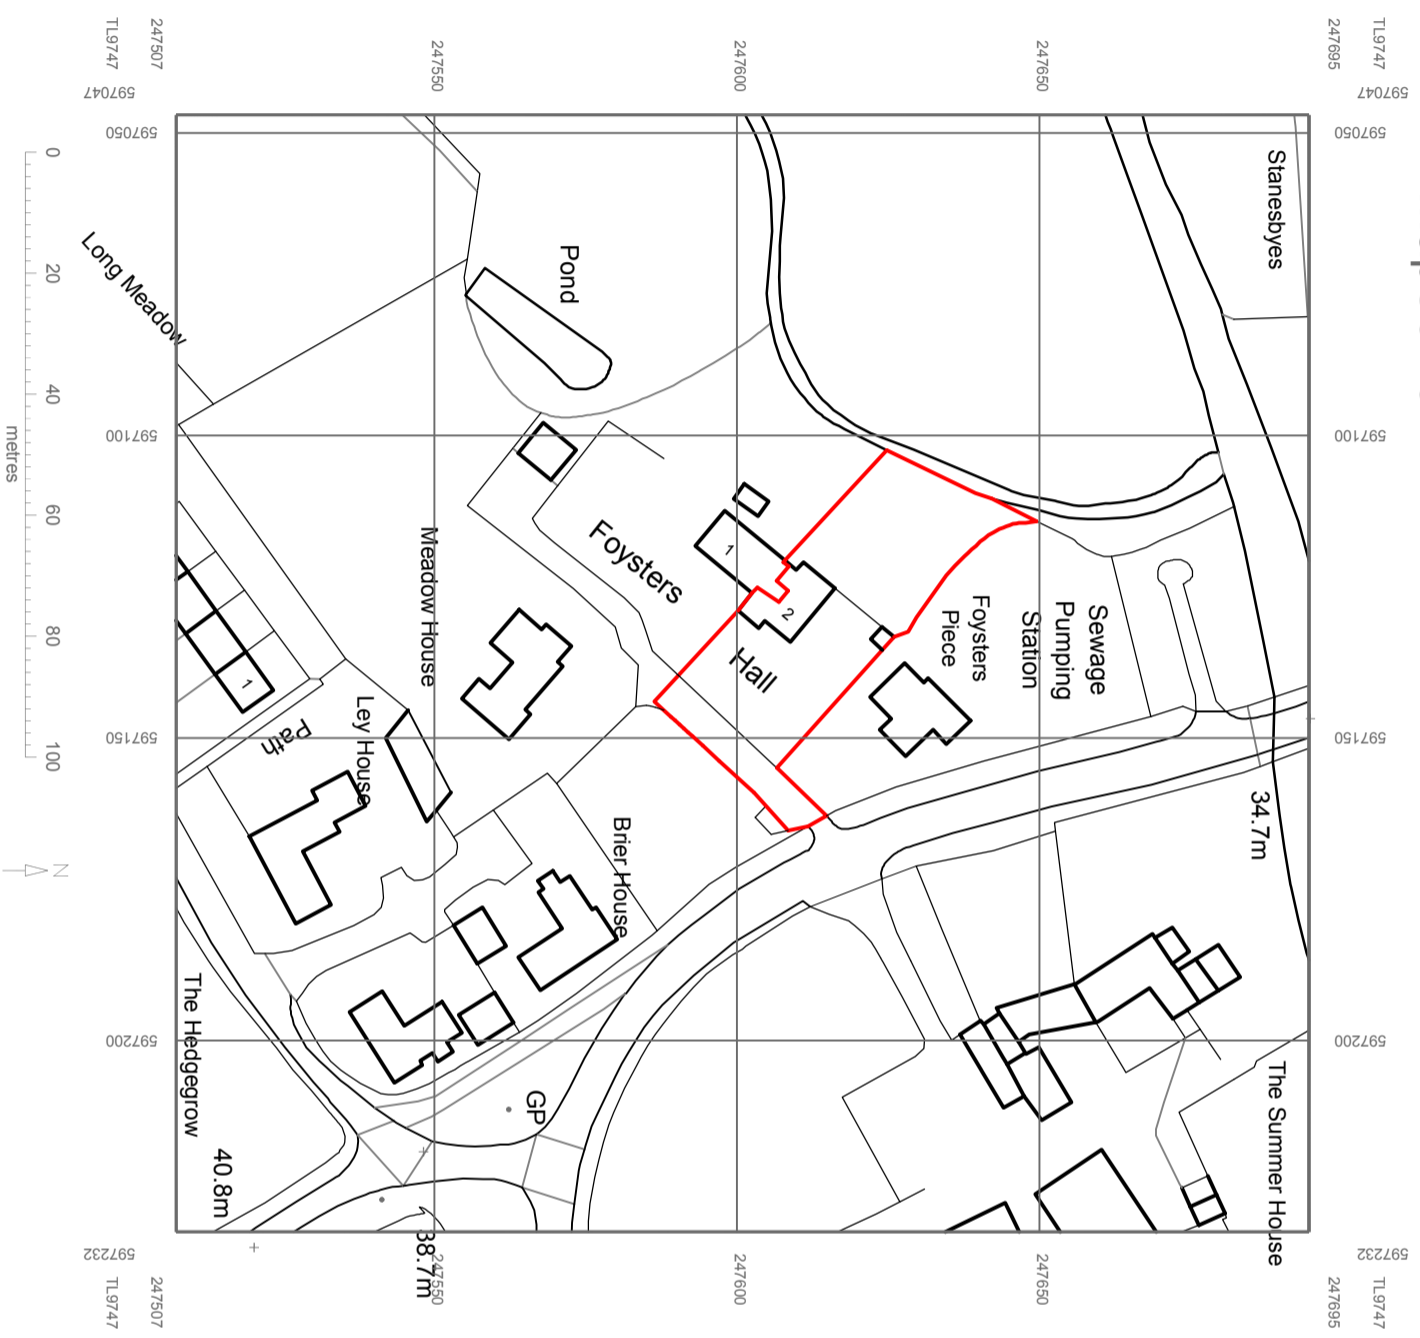 TL9747
247695
597047
597050
597100
597150
597200
597232
247695
TL9747
Stanesbyes
34.7m
The Summer House
Sewage
Pumping
Station
Foysters
Piece
247650
247650
2
Hall
1
Foysters
247600
247600
Brier House
Pond
GP
Meadow House
247550
247550
38.7m
Ley House
Path
1
40.8m
The Hedgegrow
Long Meadow
TL9747
247507
597047
597050
597100
597150
597200
597232
247507
TL9747
0
20
40
60
80
100
metres
N